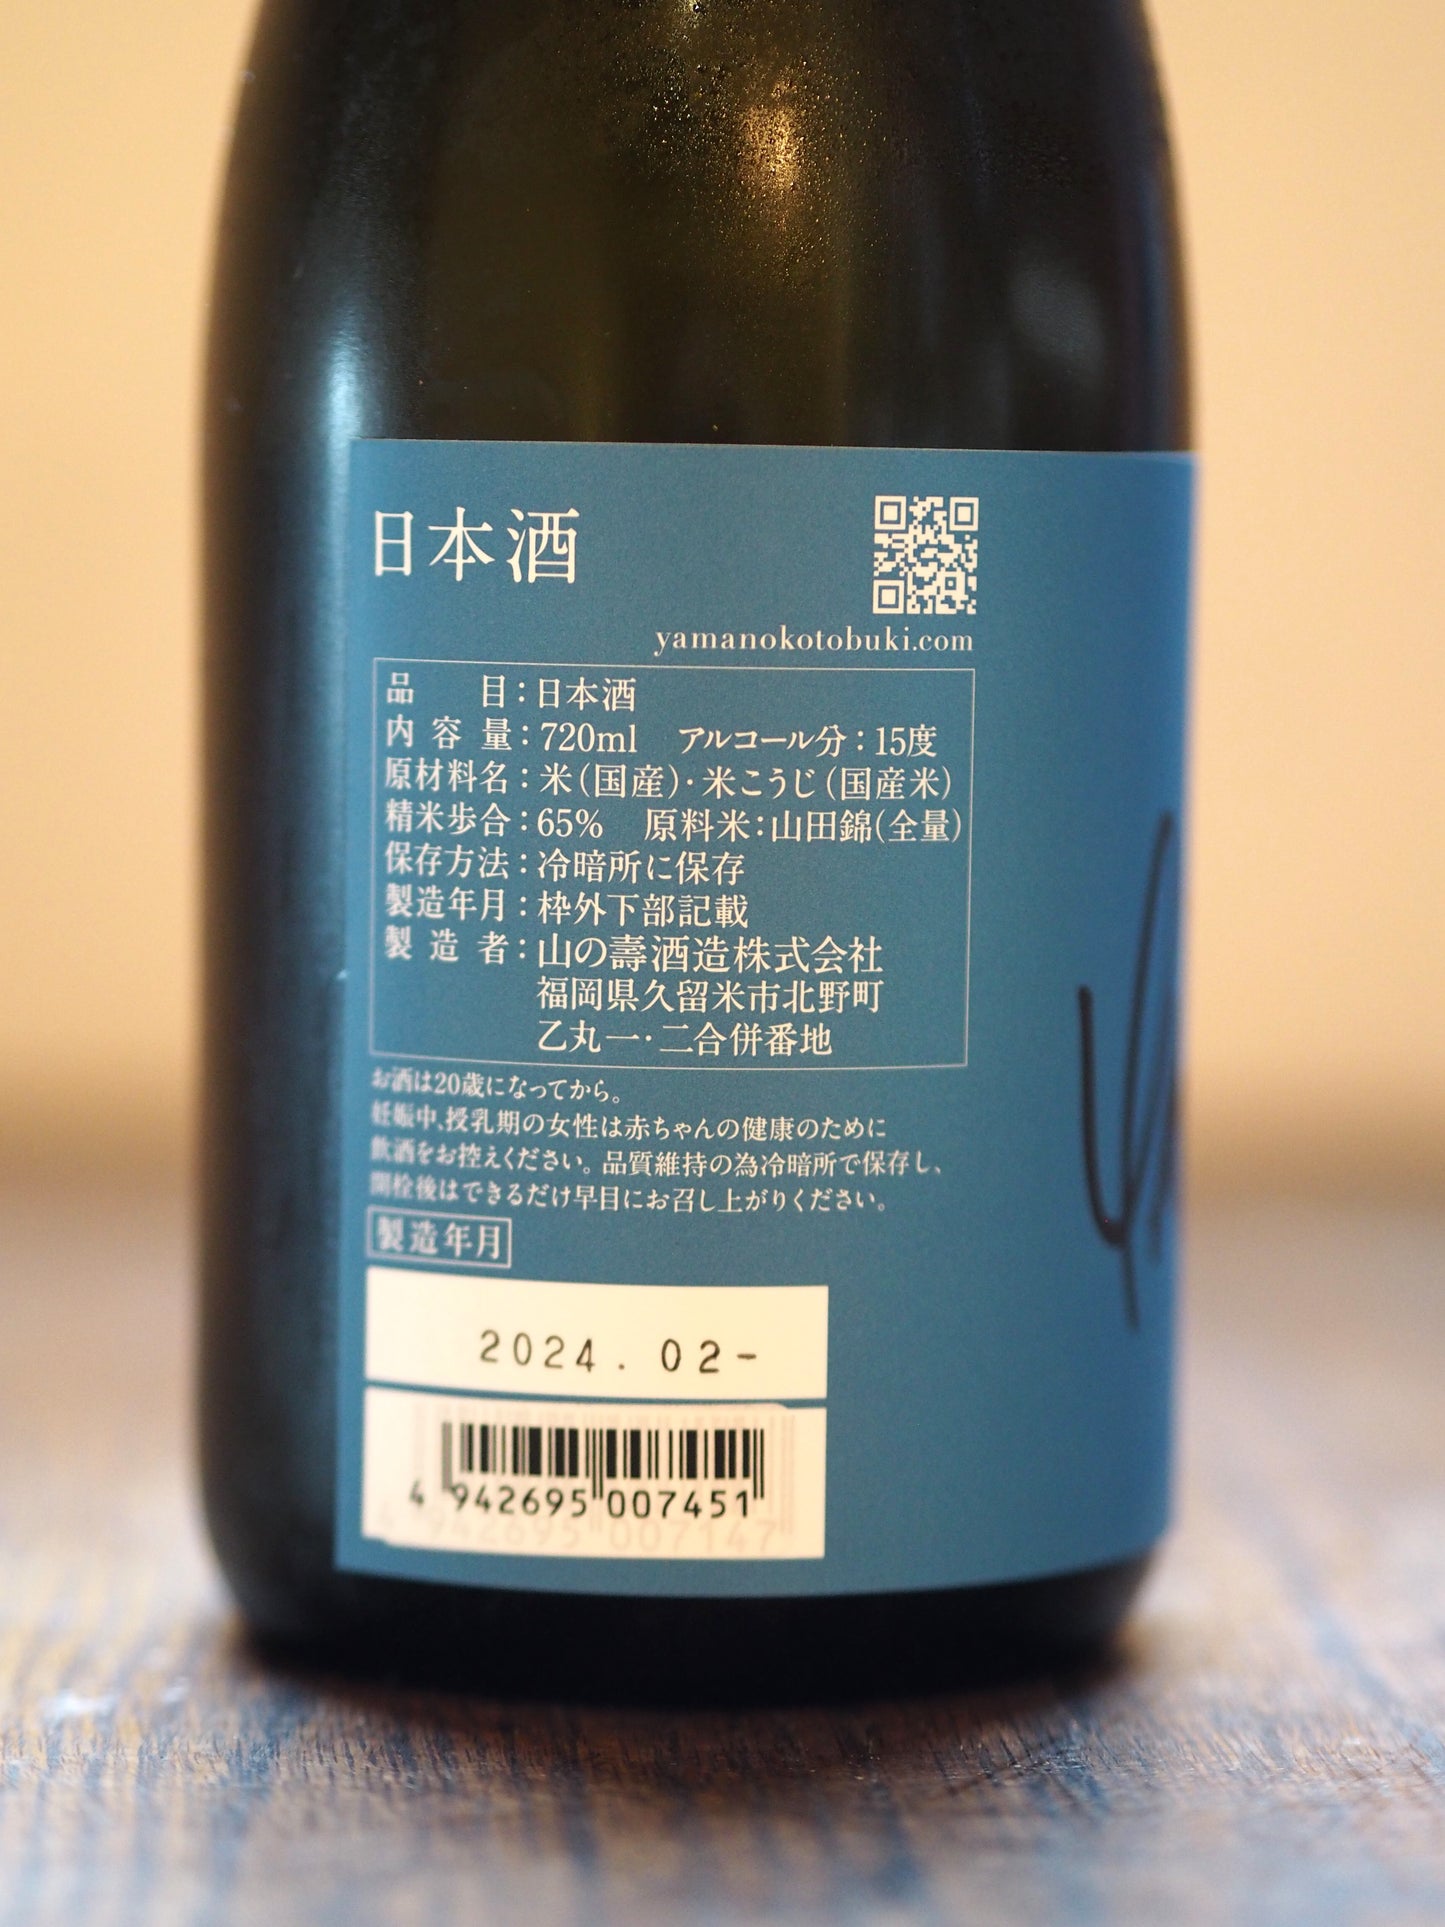 日本酒
yamanokotobuki.com
品 目：日本酒
内容量：720ml アルコール分：15度
原材料名：米（国産）・米こうじ（国産米）
精米歩合：65% 原料米：山田錦（全量）
保存方法：冷暗所に保存
製造年月：枠外下部記載
製造者：山の壽酒造株式会社
福岡県久留米市北野町
乙丸一・二合併番地
お酒は20歳になってから。
妊娠中、授乳期の女性は赤ちゃんの健康のために
飲酒をお控えください。品質維持の為冷暗所で保存し、
開栓後はできるだけ早目にお召し上がりください。
製造年月
2024.02-
4 942695 007451
4 942695 007147